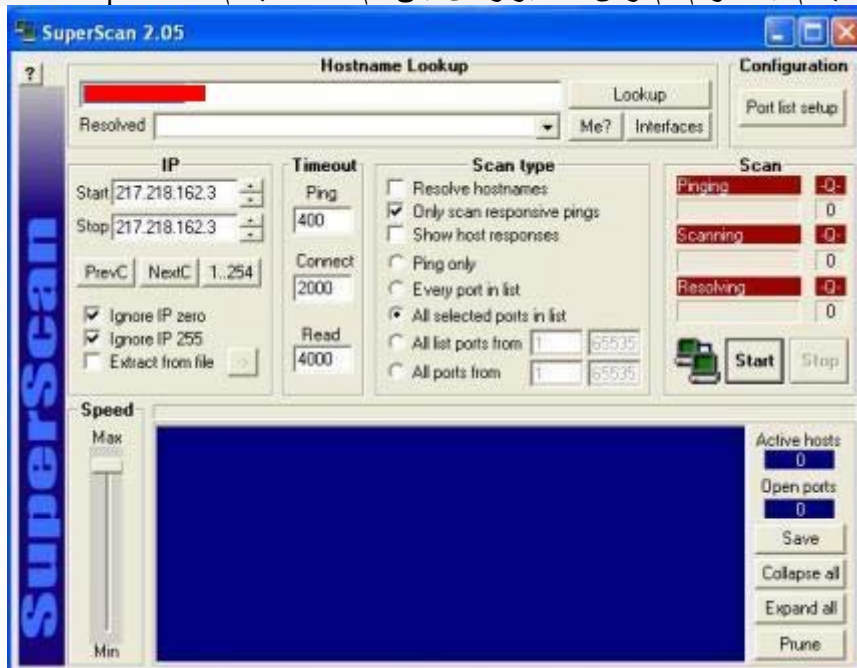 SuperScan 2.05
?
Hostname Lookup
Lookup
Resolved
Me?
Interfaces
Configuration
Port list setup
IP
Start 217.218.162.3
Stop 217.218.162.3
PrevC
NextC
1..254
Ignore IP zero
Ignore IP 255
Extract from file
->
Timeout
Ping
400
Connect
2000
Read
4000
Scan type
Resolve hostnames
Only scan responsive pings
Show host responses
Ping only
Every port in list
All selected ports in list
All list ports from 1 65535
All ports from 1 65535
Scan
Pinging -Q-
0
Scanning -Q-
0
Resolving -Q-
0
Start
Stop
SuperScan
Speed
Max
Min
Active hosts
0
Open ports
0
Save
Collapse all
Expand all
Prune